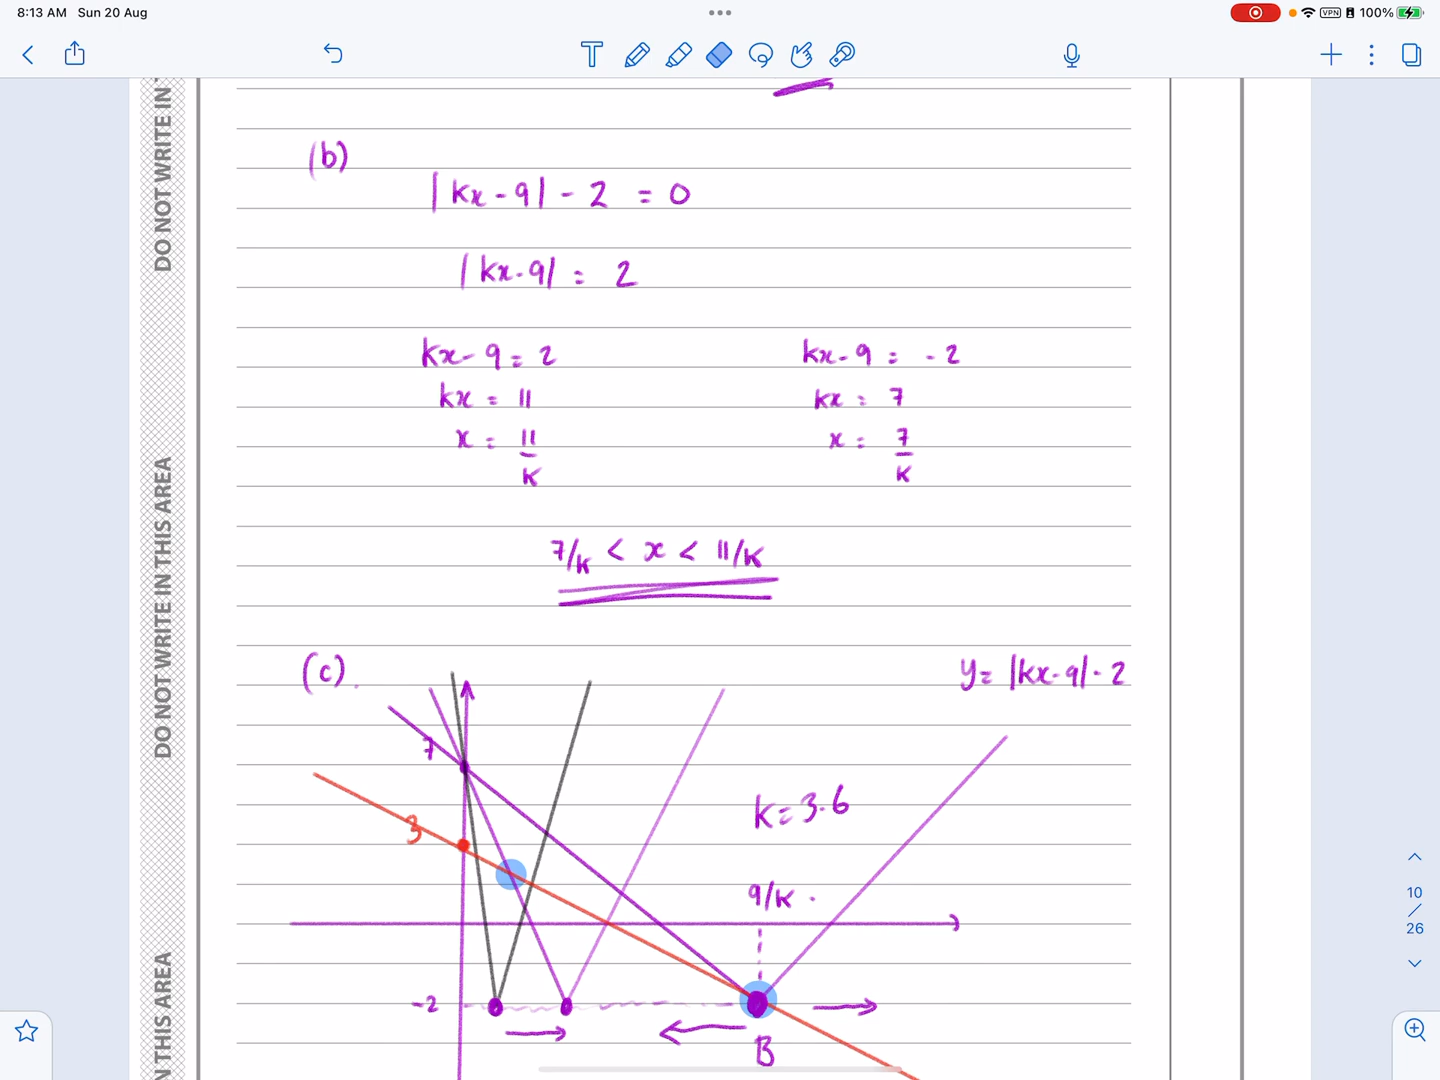 8:13 AM Sun 20 Aug
VPN 100%
DO NOT WRITE IN
(b)
|kx-9|-2 = 0
|kx-9| = 2
kx-9 = 2
kx = 11
x = 11/k
kx-9 = -2
kx = 7
x = 7/k
DO NOT WRITE IN THIS AREA
7/k < x < 11/k
(c)
y = |kx-9|-2
7
3
k=3.6
9/k
-2
B
N THIS AREA
10
/
26